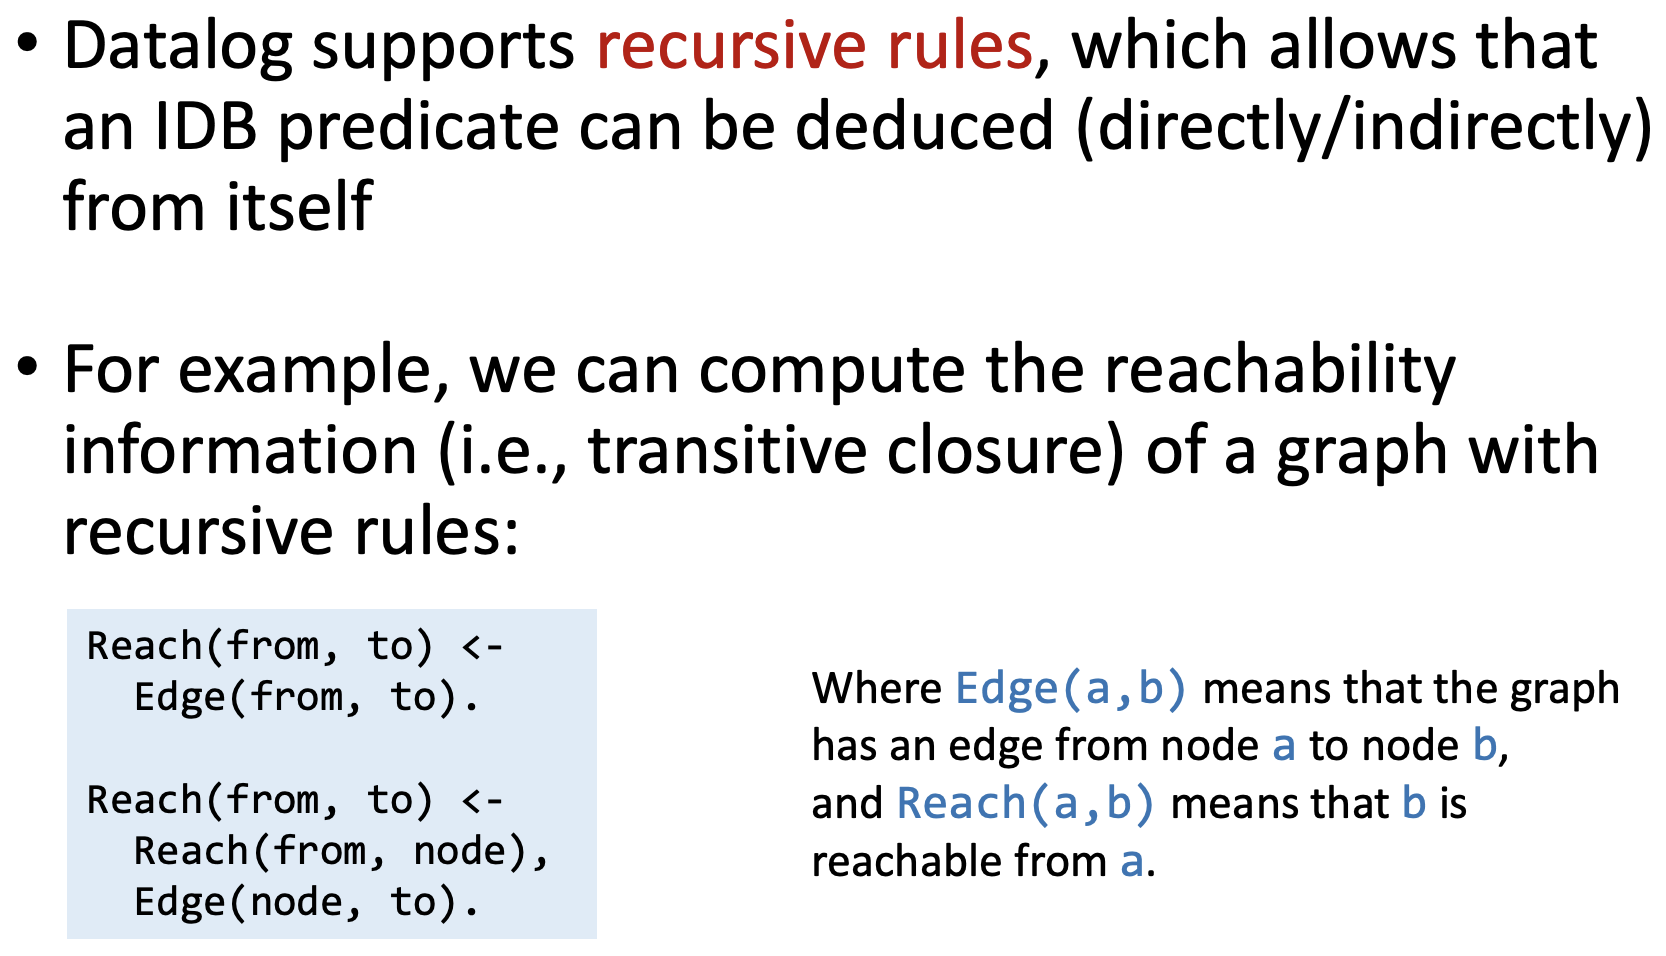 • Datalog supports recursive rules, which allows that
an IDB predicate can be deduced (directly/indirectly)
from itself
• For example, we can compute the reachability
information (i.e., transitive closure) of a graph with
recursive rules:
Reach(from, to) <-
Edge(from, to).
Reach(from, to) <-
Reach(from, node),
Edge(node, to).
Where Edge(a,b) means that the graph
has an edge from node a to node b,
and Reach(a,b) means that b is
reachable from a.